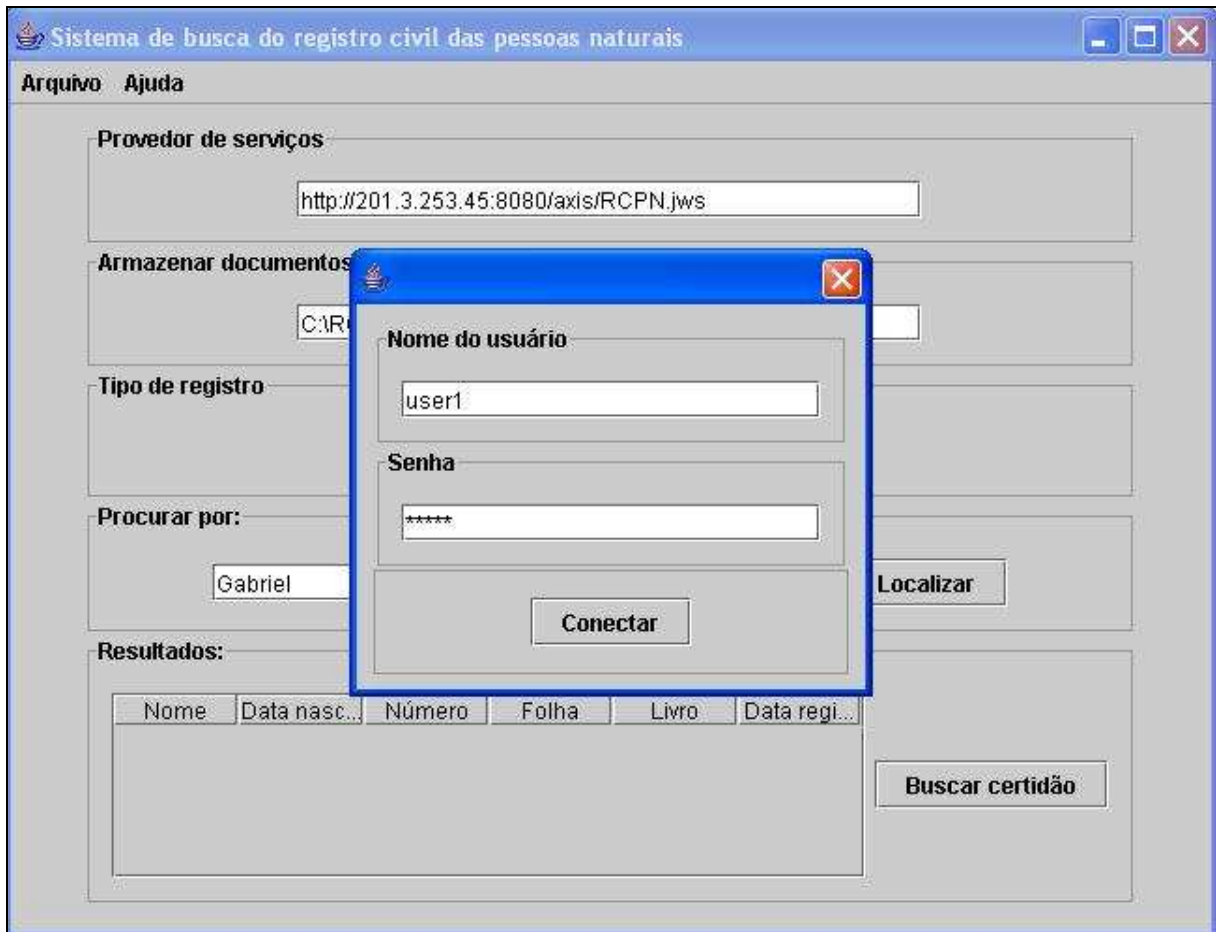 Sistema de busca do registro civil das pessoas naturais
Arquivo Ajuda
Provedor de serviços
http://201.3.253.45:8080/axis/RCPN.jws
Armazenar documentos
C:\R
Nome do usuário
Tipo de registro
user1
Senha
Procurar por:
*****
Gabriel
Localizar
Conectar
Resultados:
Nome Data nasc... Número Folha Livro Data regi...
Buscar certidão